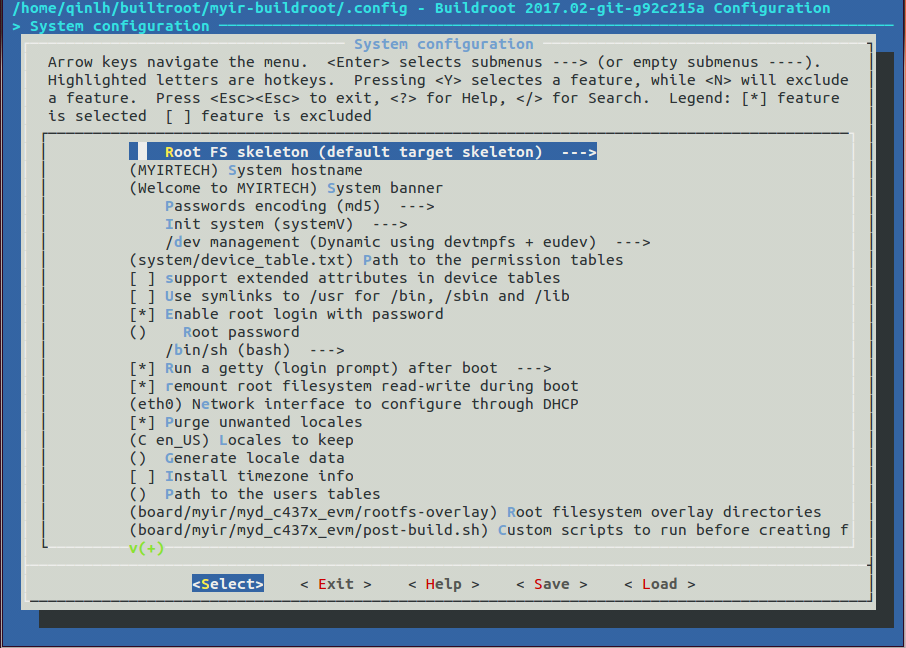 /home/qinlh/builtroot/myir-buildroot/.config - Buildroot 2017.02-git-g92c215a Configuration
> System configuration
System configuration
Arrow keys navigate the menu.  <Enter> selects submenus ---> (or empty submenus ----).
Highlighted letters are hotkeys.  Pressing <Y> selectes a feature, while <N> will exclude
a feature.  Press <Esc><Esc> to exit, <?> for Help, </> for Search.  Legend: [*] feature
is selected  [ ] feature is excluded
Root FS skeleton (default target skeleton)  --->
(MYIRTECH) System hostname
(Welcome to MYIRTECH) System banner
Passwords encoding (md5)  --->
Init system (systemV)  --->
/dev management (Dynamic using devtmpfs + eudev)  --->
(system/device_table.txt) Path to the permission tables
[ ] support extended attributes in device tables
[ ] Use symlinks to /usr for /bin, /sbin and /lib
[*] Enable root login with password
()    Root password
/bin/sh (bash)  --->
[*] Run a getty (login prompt) after boot  --->
[*] remount root filesystem read-write during boot
(eth0) Network interface to configure through DHCP
[*] Purge unwanted locales
(C en_US) Locales to keep
()  Generate locale data
[ ] Install timezone info
()  Path to the users tables
(board/myir/myd_c437x_evm/rootfs-overlay) Root filesystem overlay directories
(board/myir/myd_c437x_evm/post-build.sh) Custom scripts to run before creating f
v(+)
<Select>    < Exit >    < Help >    < Save >    < Load >